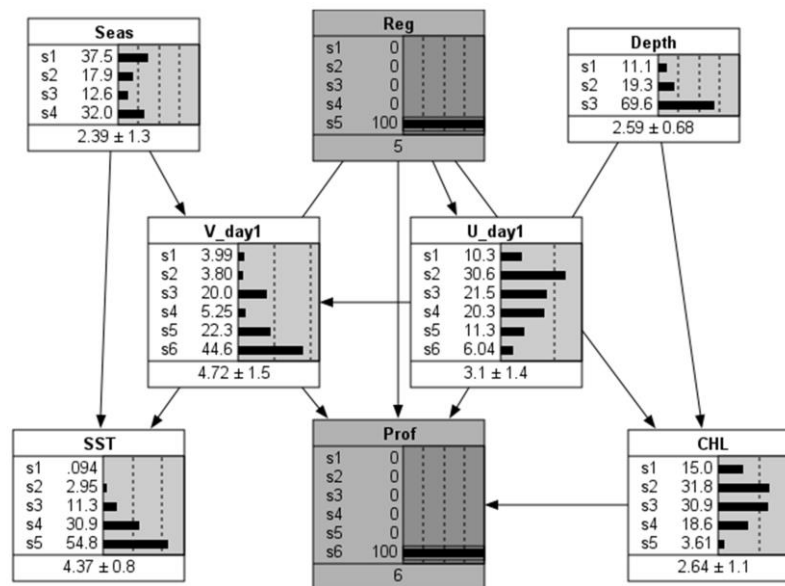 Seas
s1 37.5
s2 17.9
s3 12.6
s4 32.0
2.39 ± 1.3
Reg
s1 0
s2 0
s3 0
s4 0
s5 100
5
Depth
s1 11.1
s2 19.3
s3 69.6
2.59 ± 0.68
V_day1
s1 3.99
s2 3.80
s3 20.0
s4 5.25
s5 22.3
s6 44.6
4.72 ± 1.5
U_day1
s1 10.3
s2 30.6
s3 21.5
s4 20.3
s5 11.3
s6 6.04
3.1 ± 1.4
SST
s1 .094
s2 2.95
s3 11.3
s4 30.9
s5 54.8
4.37 ± 0.8
Prof
s1 0
s2 0
s3 0
s4 0
s5 0
s6 100
6
CHL
s1 15.0
s2 31.8
s3 30.9
s4 18.6
s5 3.61
2.64 ± 1.1